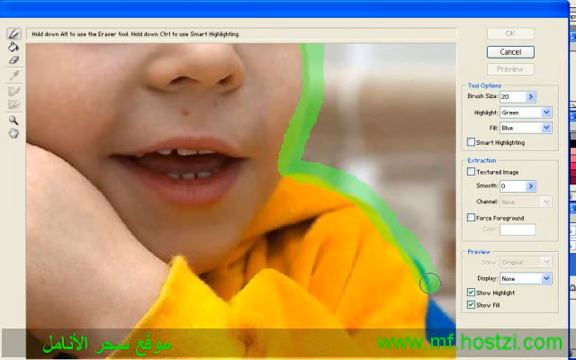 Hold down Alt to use the Eraser tool. Hold down Ctrl to use Smart Highlighting.
OK
Cancel
Preview
Tool Options
Brush Size: 20
Highlight: Green
Fill: Blue
Smart Highlighting
Extraction
Textured Image
Smooth: 0
Channel: None
Force Foreground
Color:
Preview
Show: Original
Display: None
Show Highlight
Show Fill
موقع سحر الأنامل
www.mf.hostzi.com